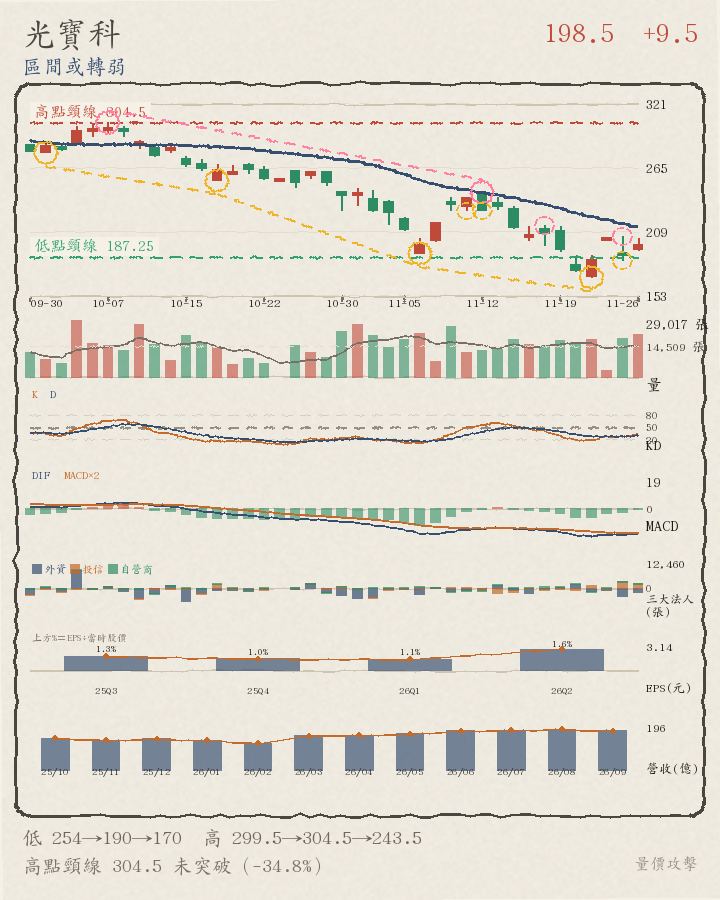 光寶科
198.5 +9.5
區間或轉弱
高點頸線 304.5
321
265
209
低點頸線 187.25
153
09-30 10-07 10-15 10-22 10-30 11-05 11-12 11-19 11-26
29,017 張
14,509 張
量
K D
80
50
20
KD
DIF MACD×2
19
0
MACD
外資 投信 自營商
12,460
0
三大法人
(張)
上方%=EPS÷當時股價
1.3% 1.0% 1.1% 1.6%
3.14
25Q3 25Q4 26Q1 26Q2
EPS(元)
196
25/10 25/11 25/12 26/01 26/02 26/03 26/04 26/05 26/06 26/07 26/08 26/09
營收(億)
低 254→190→170 高 299.5→304.5→243.5
高點頸線 304.5 未突破 (-34.8%)
量價攻擊